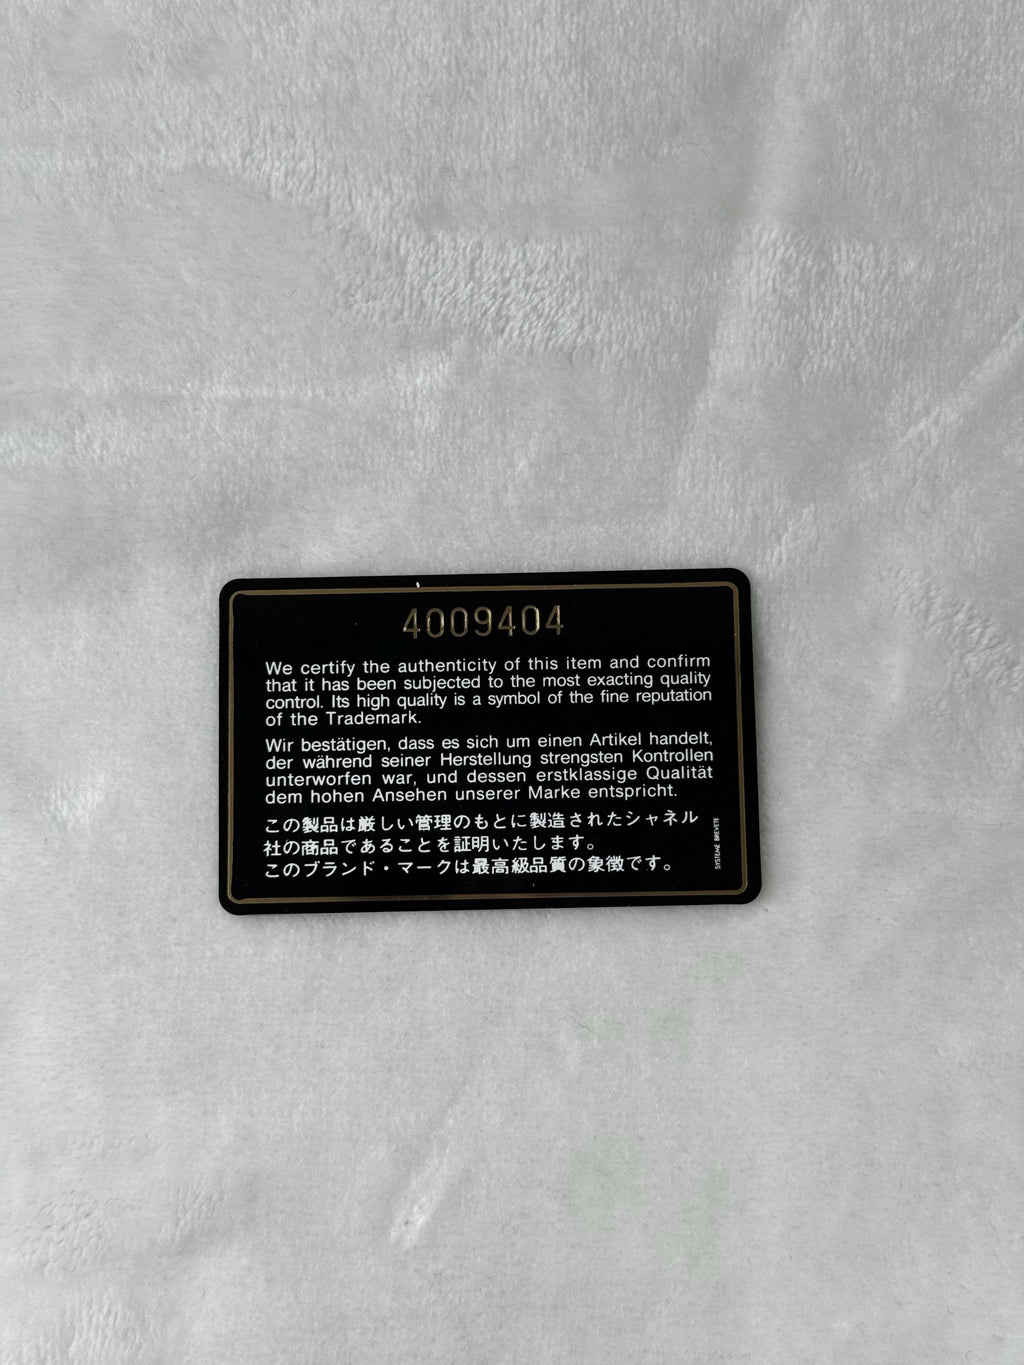 4009404
We certify the authenticity of this item and confirm
that it has been subjected to the most exacting quality
control. Its high quality is a symbol of the fine reputation
of the Trademark.
Wir bestätigen, dass es sich um einen Artikel handelt,
der während seiner Herstellung strengsten Kontrollen
unterworfen war, und dessen erstklassige Qualität
dem hohen Ansehen unserer Marke entspricht.
この製品は厳しい管理のもとに製造されたシャネル
社の商品であることを証明いたします。
このブランド・マークは最高級品質の象徴です。
SYSTEME BREVETE